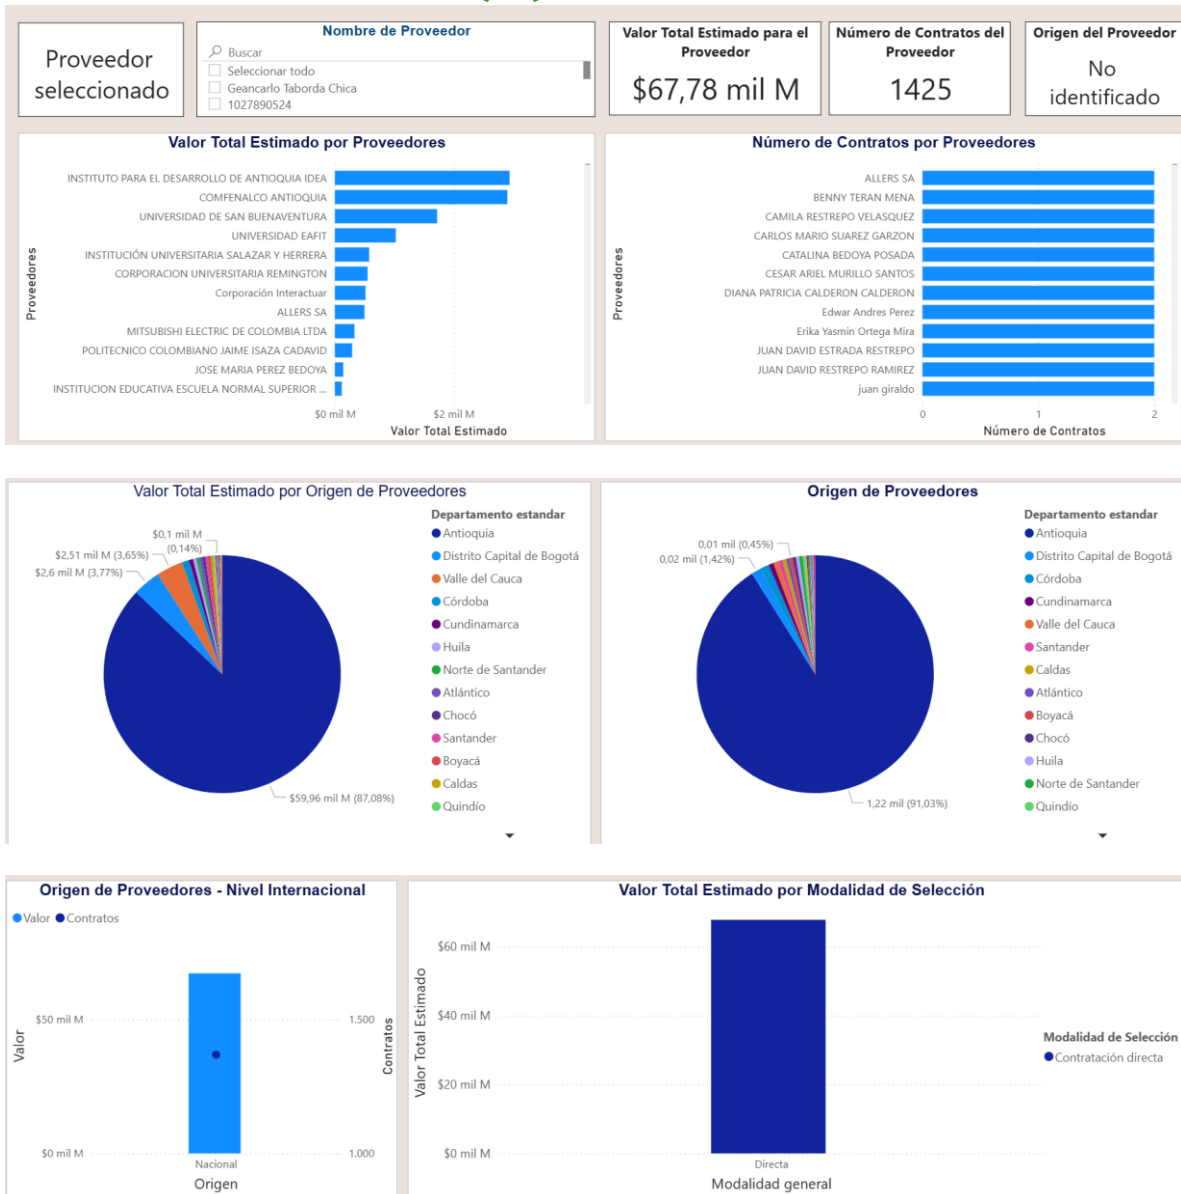 Proveedor
seleccionado
Nombre de Proveedor
Buscar
Seleccionar todo
Geancarlo Taborda Chica
1027890524
Valor Total Estimado para el
Proveedor
$67,78 mil M
Número de Contratos del
Proveedor
1425
Origen del Proveedor
No
identificado
Valor Total Estimado por Proveedores
Proveedores
INSTITUTO PARA EL DESARROLLO DE ANTIOQUIA IDEA
COMFENALCO ANTIOQUIA
UNIVERSIDAD DE SAN BUENAVENTURA
UNIVERSIDAD EAFIT
INSTITUCIÓN UNIVERSITARIA SALAZAR Y HERRERA
CORPORACION UNIVERSITARIA REMINGTON
Corporación Interactuar
ALLERS SA
MITSUBISHI ELECTRIC DE COLOMBIA LTDA
POLITECNICO COLOMBIANO JAIME ISAZA CADAVID
JOSE MARIA PEREZ BEDOYA
INSTITUCION EDUCATIVA ESCUELA NORMAL SUPERIOR ...
$0 mil M $2 mil M
Valor Total Estimado
Número de Contratos por Proveedores
Proveedores
ALLERS SA
BENNY TERAN MENA
CAMILA RESTREPO VELASQUEZ
CARLOS MARIO SUAREZ GARZON
CATALINA BEDOYA POSADA
CESAR ARIEL MURILLO SANTOS
DIANA PATRICIA CALDERON CALDERON
Edwar Andres Perez
Erika Yasmin Ortega Mira
JUAN DAVID ESTRADA RESTREPO
JUAN DAVID RESTREPO RAMIREZ
juan giraldo
0 1 2
Número de Contratos
Valor Total Estimado por Origen de Proveedores
$0,1 mil M
(0,14%)
$2,51 mil M (3,65%)
$2,6 mil M (3,77%)
$59,96 mil M (87,08%)
Departamento estandar
Antioquia
Distrito Capital de Bogotá
Valle del Cauca
Córdoba
Cundinamarca
Huila
Norte de Santander
Atlántico
Chocó
Santander
Boyacá
Caldas
Quindío
Origen de Proveedores
0,01 mil (0,45%)
0,02 mil (1,42%)
1,22 mil (91,03%)
Departamento estandar
Antioquia
Distrito Capital de Bogotá
Córdoba
Cundinamarca
Valle del Cauca
Santander
Caldas
Atlántico
Boyacá
Chocó
Huila
Norte de Santander
Quindío
Origen de Proveedores - Nivel Internacional
Valor Contratos
Valor
$50 mil M
$0 mil M
1.500
1.000
Contratos
Nacional
Origen
Valor Total Estimado por Modalidad de Selección
Valor Total Estimado
$60 mil M
$40 mil M
$20 mil M
$0 mil M
Directa
Modalidad general
Modalidad de Selección
Contratación directa